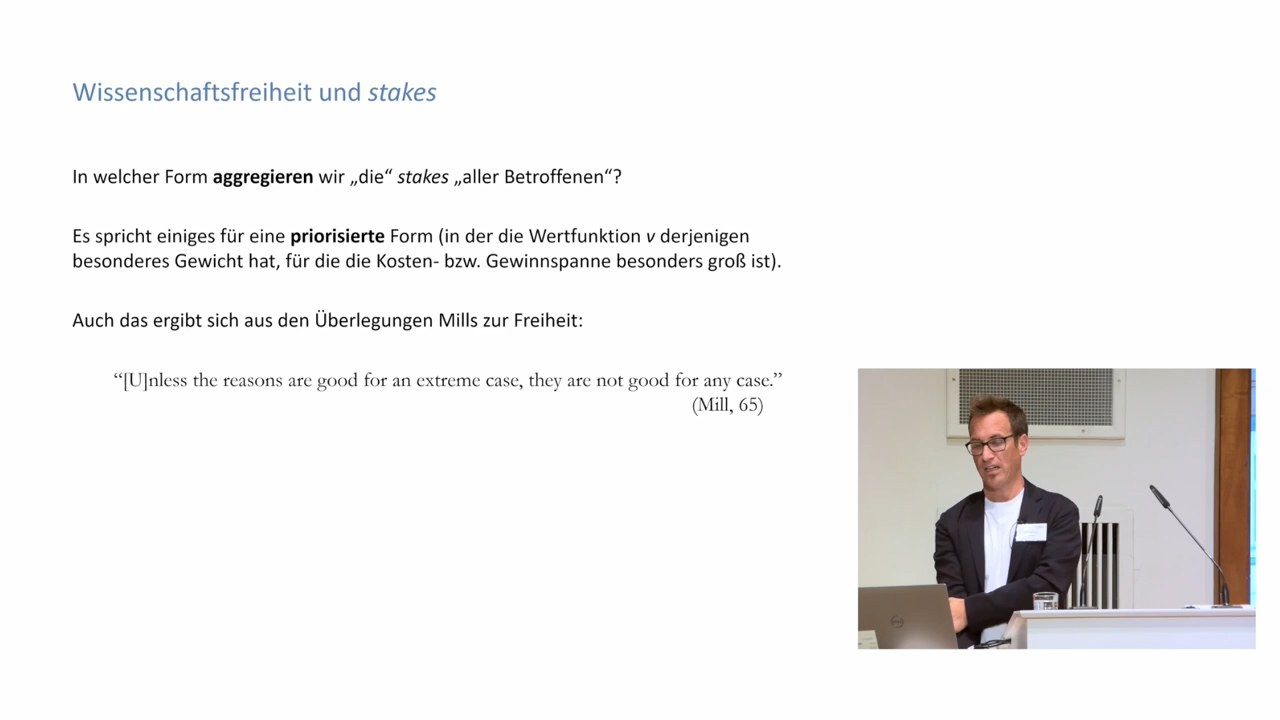 Wissenschaftsfreiheit und stakes
In welcher Form aggregieren wir „die“ stakes „aller Betroffenen“?
Es spricht einiges für eine priorisierte Form (in der die Wertfunktion v derjenigen
besonderes Gewicht hat, für die die Kosten- bzw. Gewinnspanne besonders groß ist).
Auch das ergibt sich aus den Überlegungen Mills zur Freiheit:
“[U]nless the reasons are good for an extreme case, they are not good for any case.”
(Mill, 65)